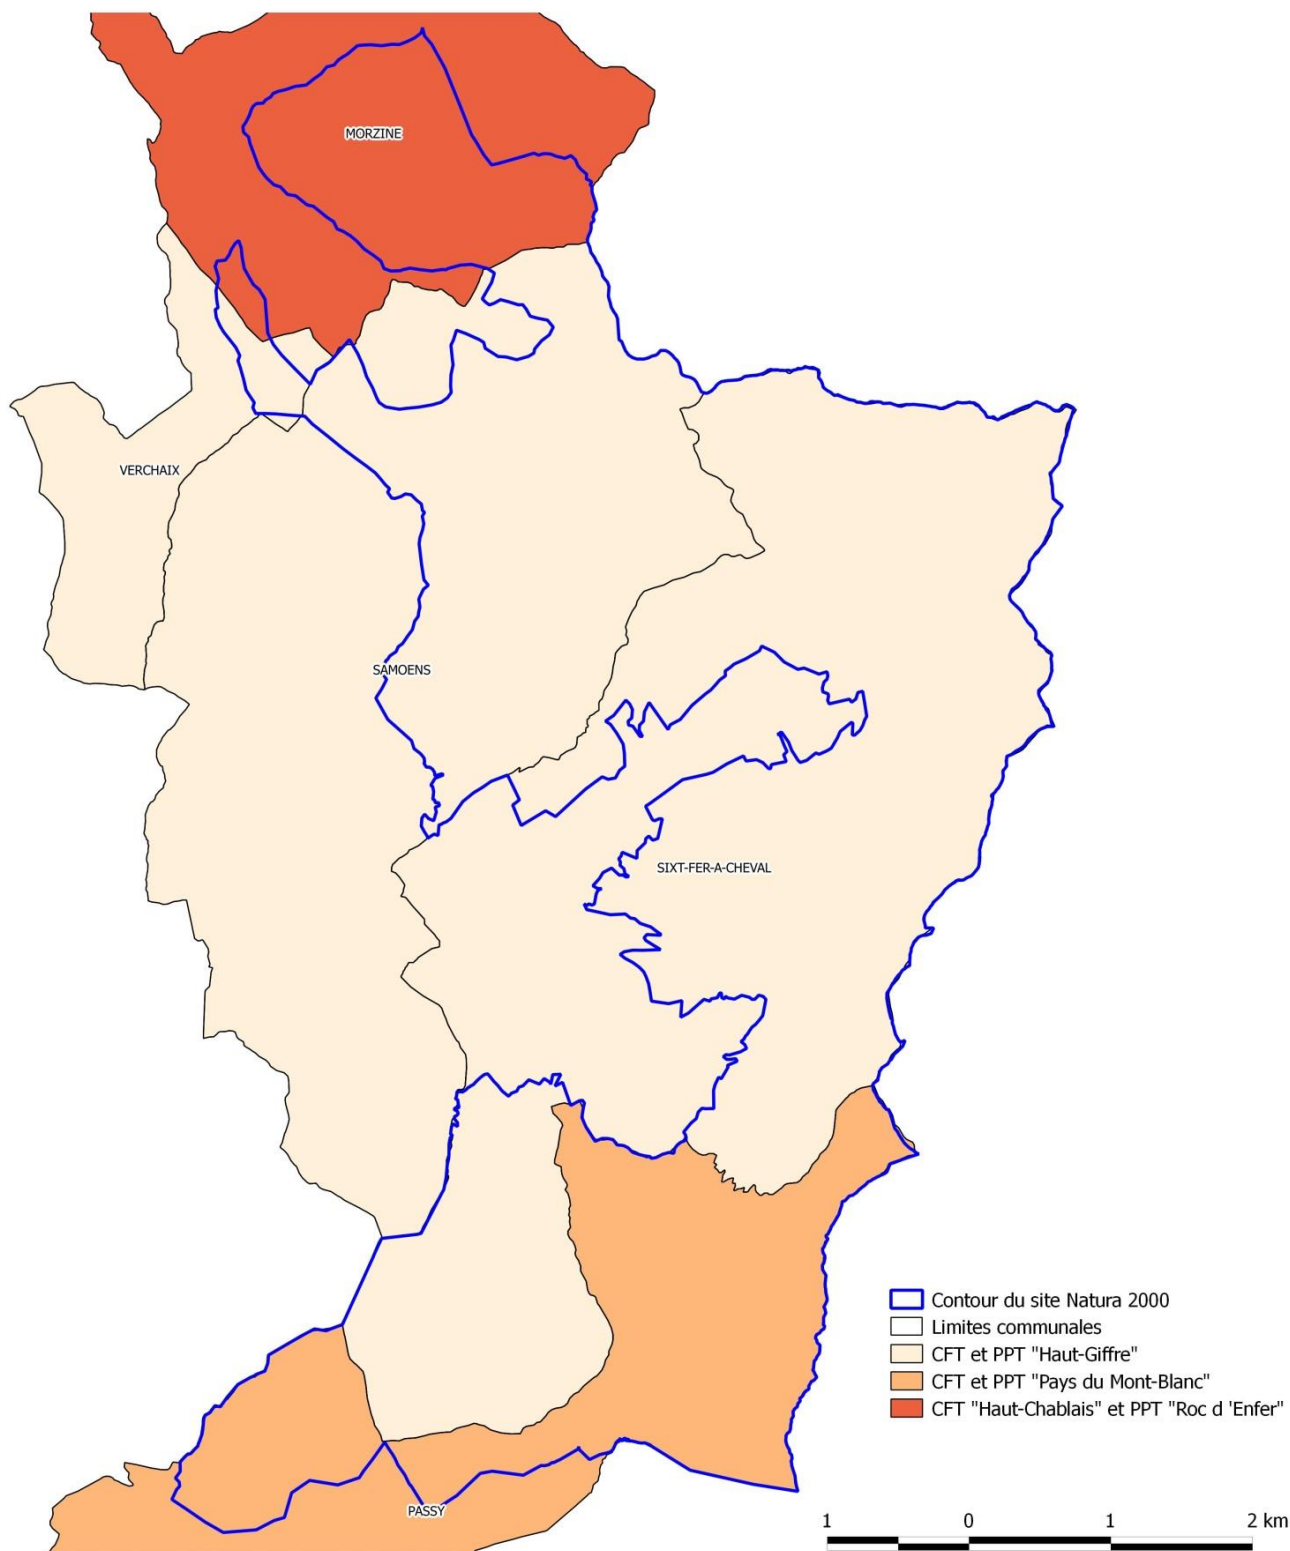 MORZINE
VERCHAIX
SAMOENS
SIXT-FER-A-CHEVAL
PASSY
Contour du site Natura 2000
Limites communales
CFT et PPT "Haut-Giffre"
CFT et PPT "Pays du Mont-Blanc"
CFT "Haut-Chablais" et PPT "Roc d 'Enfer"
1 0 1 2 km